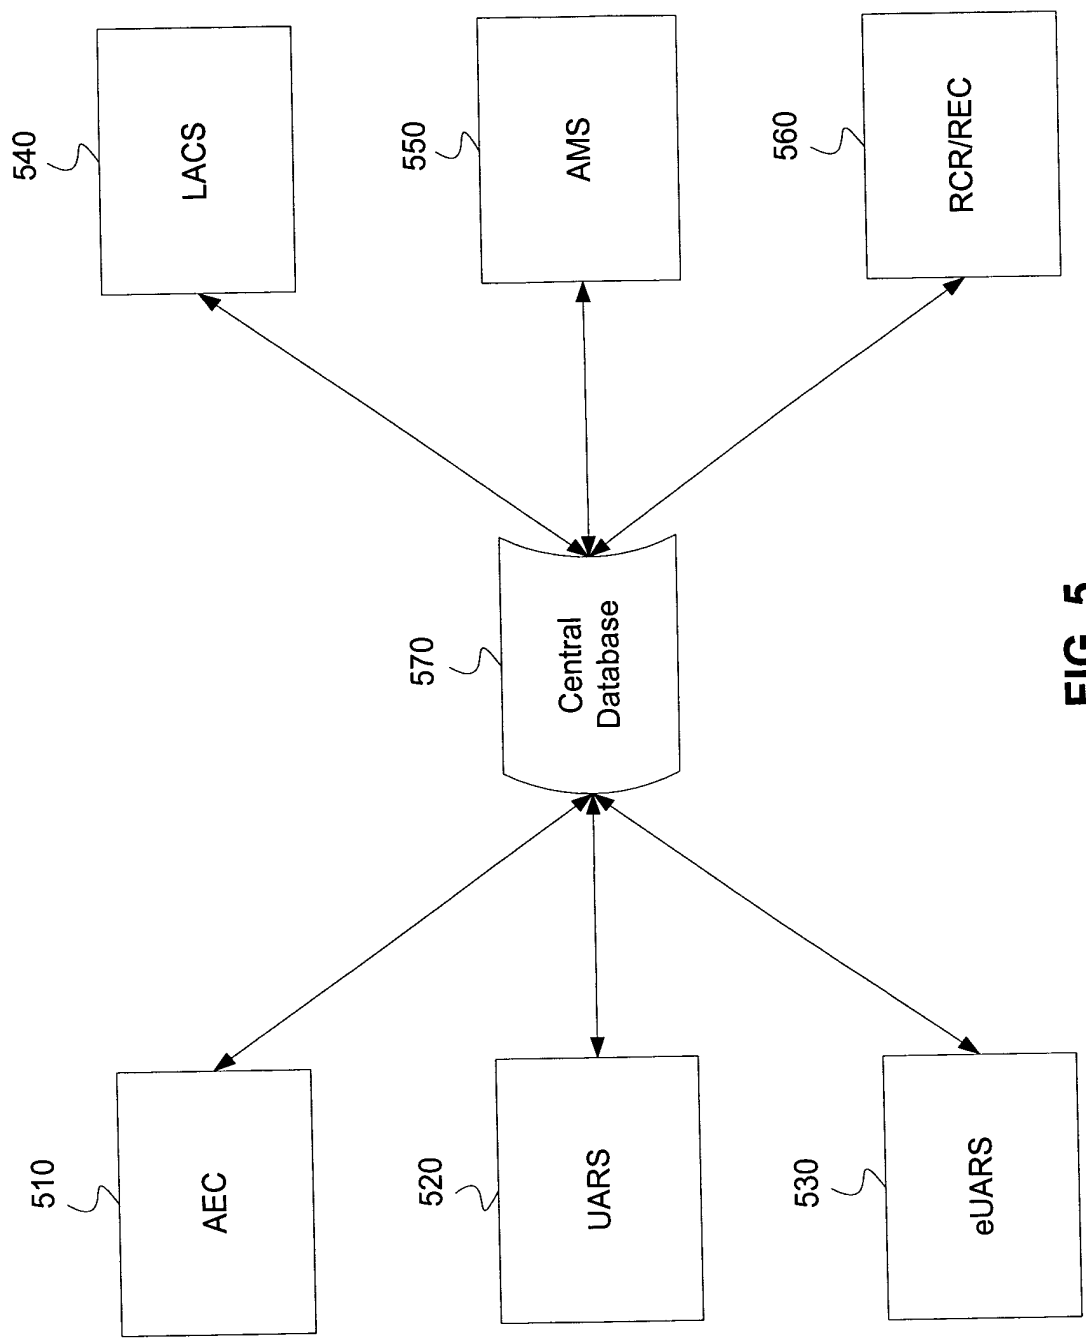 510
AEC
520
UARS
530
eUARS
570
Central
Database
540
LACS
550
AMS
560
RCR/REC
FIG. 5